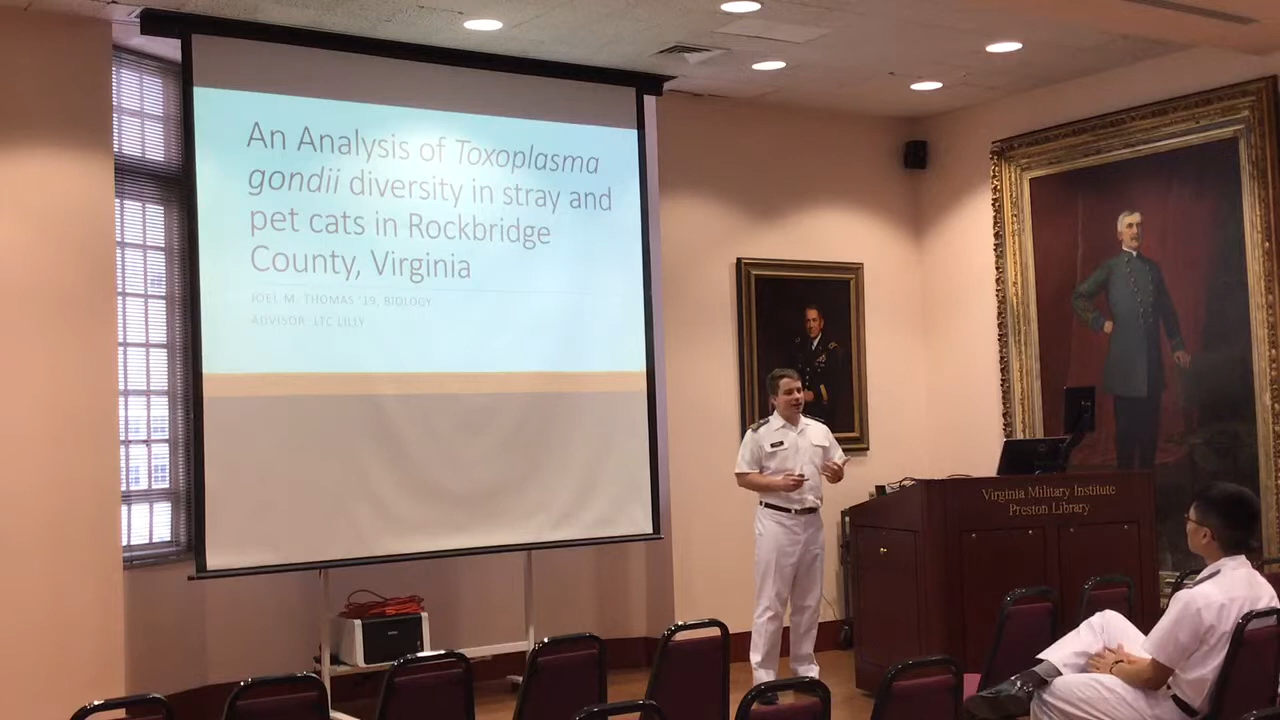 An Analysis of Toxoplasma
gondii diversity in stray and
pet cats in Rockbridge
County, Virginia
JOEL M. THOMAS '19, BIOLOGY
ADVISOR: LTC LILLY
Virginia Military Institute
Preston Library